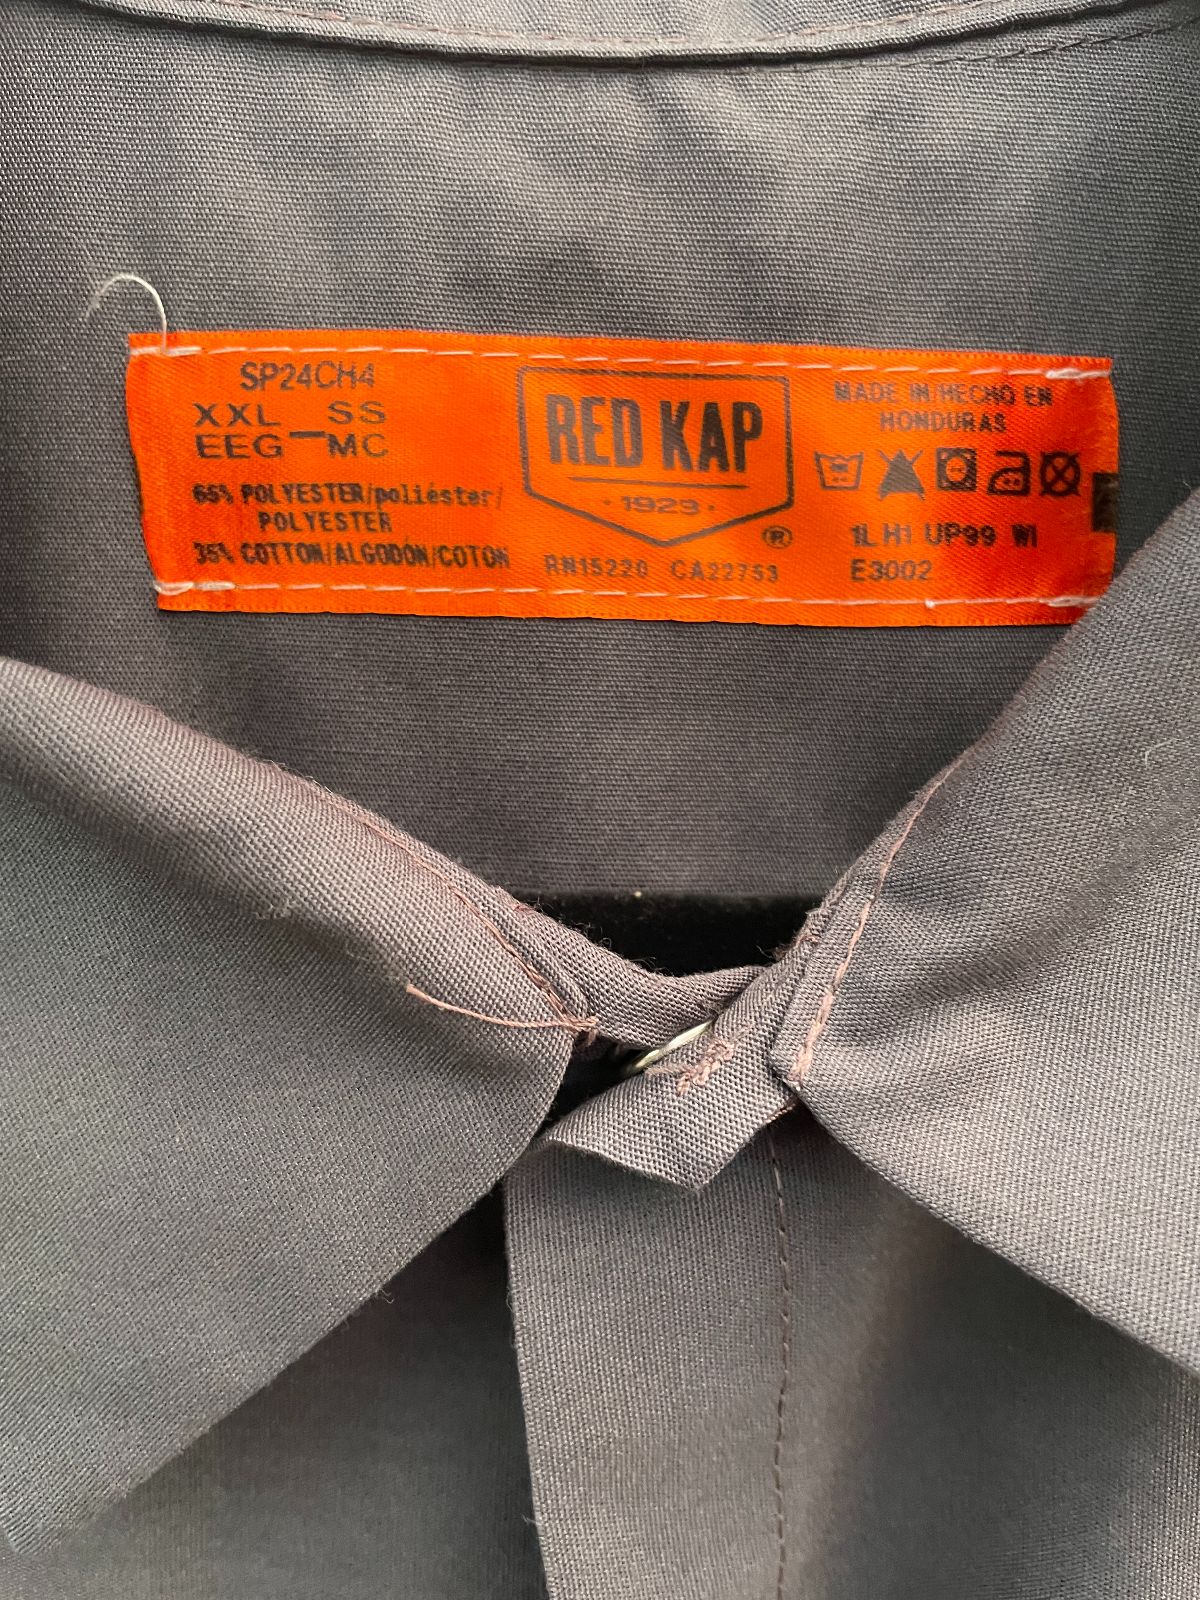 SP24CH4
XXL — SS
EEG — MC
65% POLYESTER/poliéster/
POLYESTER
35% COTTON/ALGODÓN/COTON
RED KAP
· 1923 ·
®
RN15220 CA22753
MADE IN/HECHO EN
HONDURAS
1L H1 UP99 WI
E3002